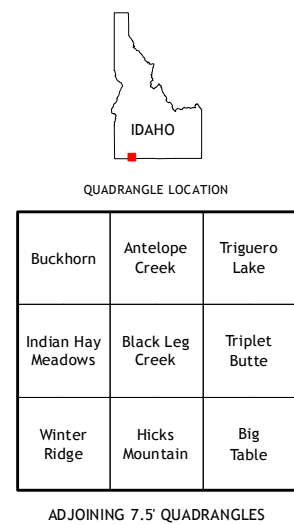 IDAHO
QUADRANGLE LOCATION
Buckhorn
Antelope
Creek
Triguero
Lake
Indian Hay
Meadows
Black Leg
Creek
Triplet
Butte
Winter
Ridge
Hicks
Mountain
Big
Table
ADJOINING 7.5' QUADRANGLES